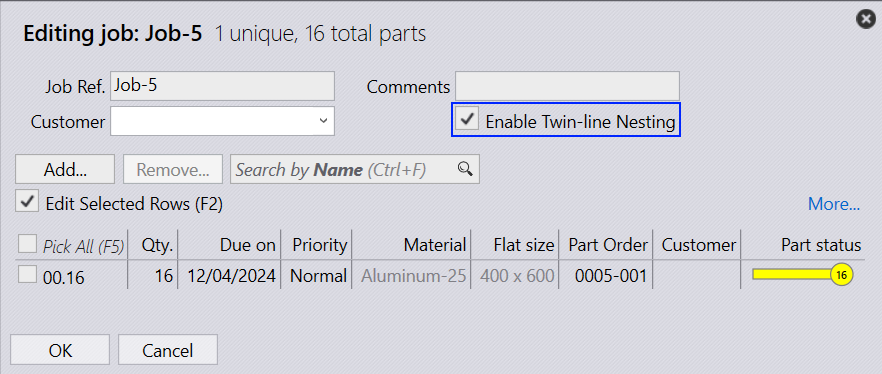 Editing job: Job-5 1 unique, 16 total parts
Job Ref. Job-5 Comments
Customer Enable Twin-line Nesting
Add... Remove... Search by Name (Ctrl+F)
Edit Selected Rows (F2) More...
Pick All (F5) Qty. Due on Priority Material Flat size Part Order Customer Part status
00.16 16 12/04/2024 Normal Aluminum-25 400 x 600 0005-001 16
OK Cancel